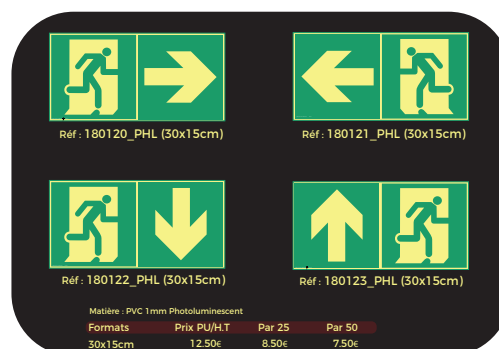 Réf : 180120_PHL (30x15cm)
Réf : 180121_PHL (30x15cm)
Réf : 180122_PHL (30x15cm)
Réf : 180123_PHL (30x15cm)
Matière : PVC 1mm Photoluminescent
Formats Prix PU/H.T Par 25 Par 50
30x15cm 12.50€ 8.50€ 7.50€